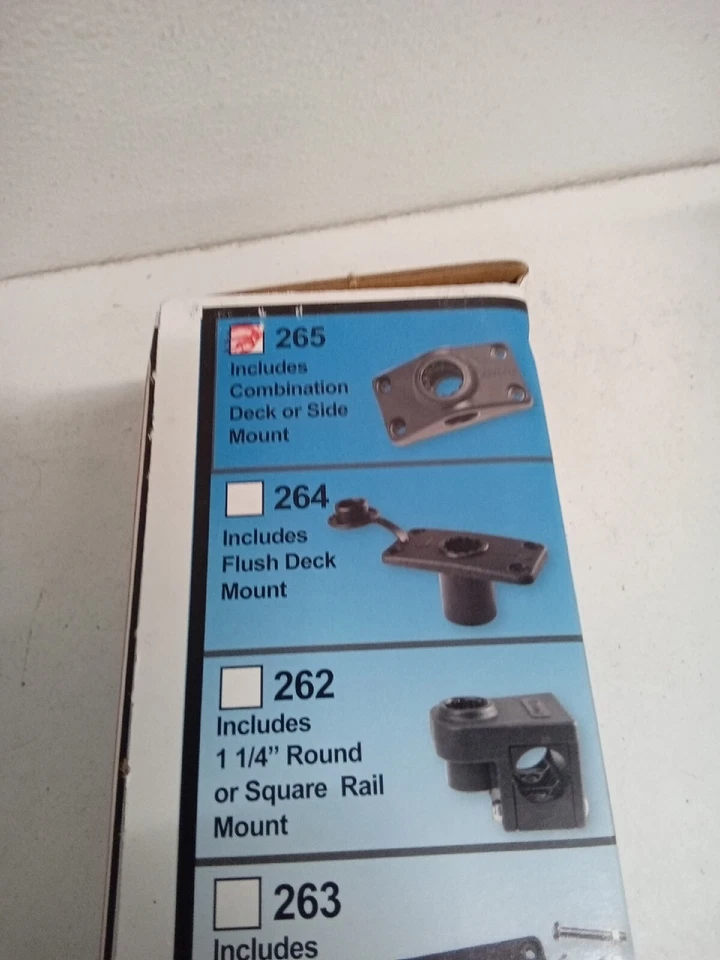 265
Includes
Combination
Deck or Side
Mount
264
Includes
Flush Deck
Mount
262
Includes
1 1/4” Round
or Square Rail
Mount
263
Includes